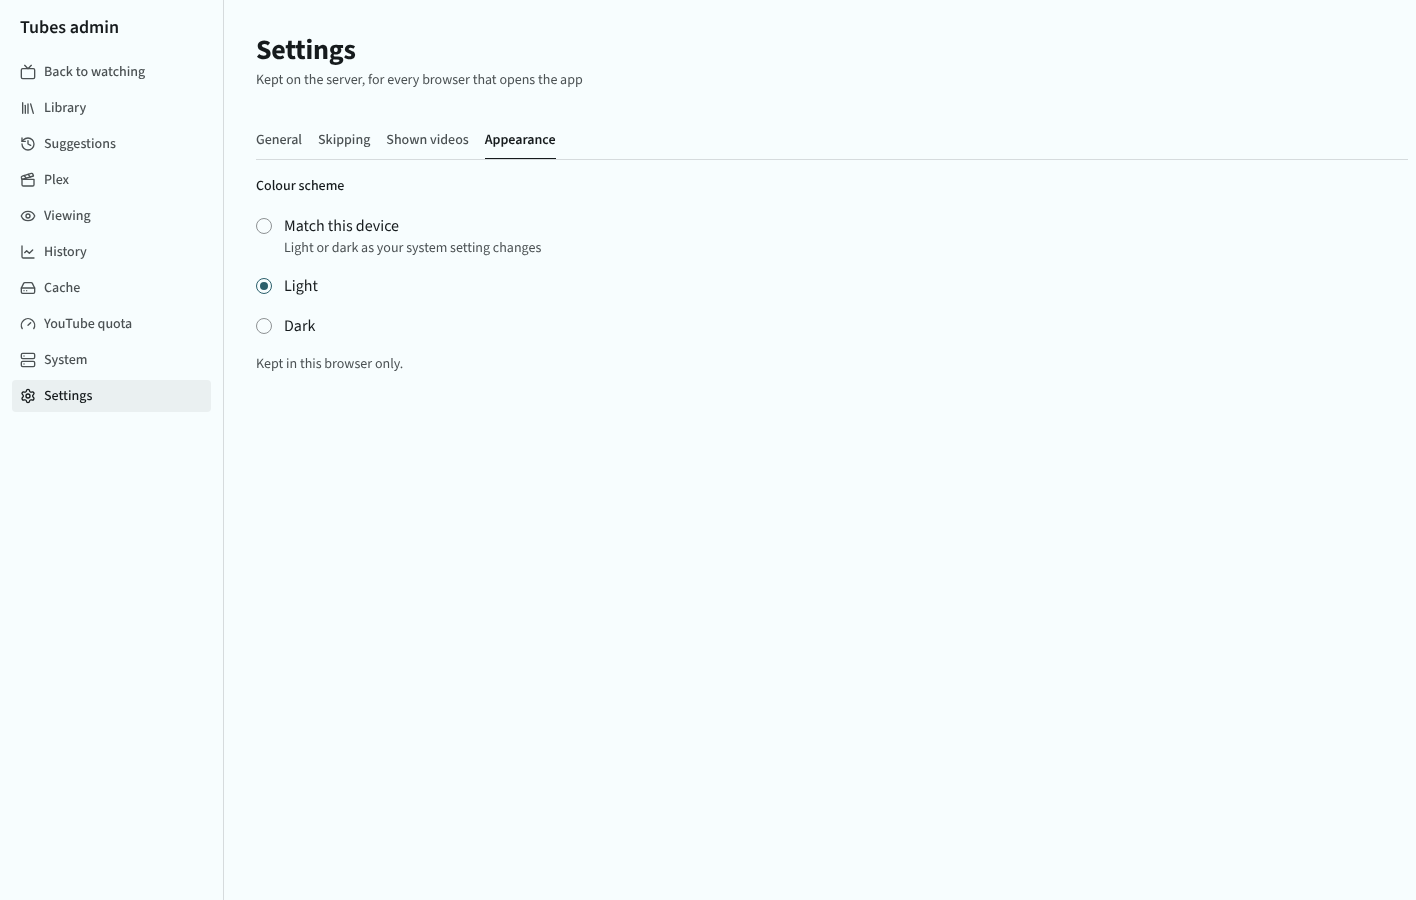 Tubes admin
Back to watching
Library
Suggestions
Plex
Viewing
History
Cache
YouTube quota
System
Settings
Settings
Kept on the server, for every browser that opens the app
General Skipping Shown videos Appearance
Colour scheme
Match this device
Light or dark as your system setting changes
Light
Dark
Kept in this browser only.